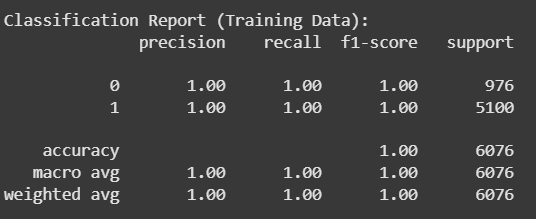 Classification Report (Training Data):
precision recall f1-score support
0 1.00 1.00 1.00 976
1 1.00 1.00 1.00 5100
accuracy 1.00 6076
macro avg 1.00 1.00 1.00 6076
weighted avg 1.00 1.00 1.00 6076